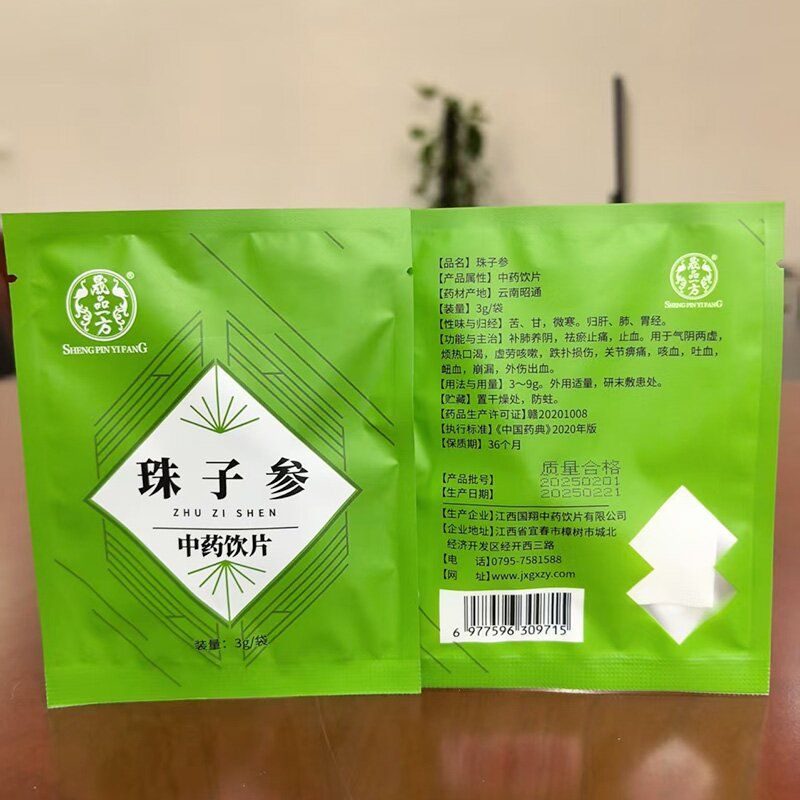 晟品一方
®
SHENG PIN YI FANG
珠子参
ZHU ZI SHEN
中药饮片
装量：3g/袋
晟品一方
®
SHENG PIN YI FANG
【品名】珠子参
【产品属性】中药饮片
【药材产地】云南昭通
【装量】3g/袋
【性味与归经】苦、甘，微寒。归肝、肺、胃经。
【功能与主治】补肺养阴，祛瘀止痛，止血。用于气阴两虚，
烦热口渴，虚劳咳嗽，跌扑损伤，关节痹痛，咳血，吐血，
衄血，崩漏，外伤出血。
【用法与用量】3～9g。外用适量，研末敷患处。
【贮藏】置干燥处，防蛀。
【药品生产许可证】赣20201008
【执行标准】《中国药典》2020年版
【保质期】36个月
质量合格
【产品批号】 20250201
【生产日期】 20250221
【生产企业】江西国翔中药饮片有限公司
【企业地址】江西省宜春市樟树市城北
经济开发区经开西三路
【电 话】0795-7581588
【网 址】www.jxgxzy.com
6 977596 309715